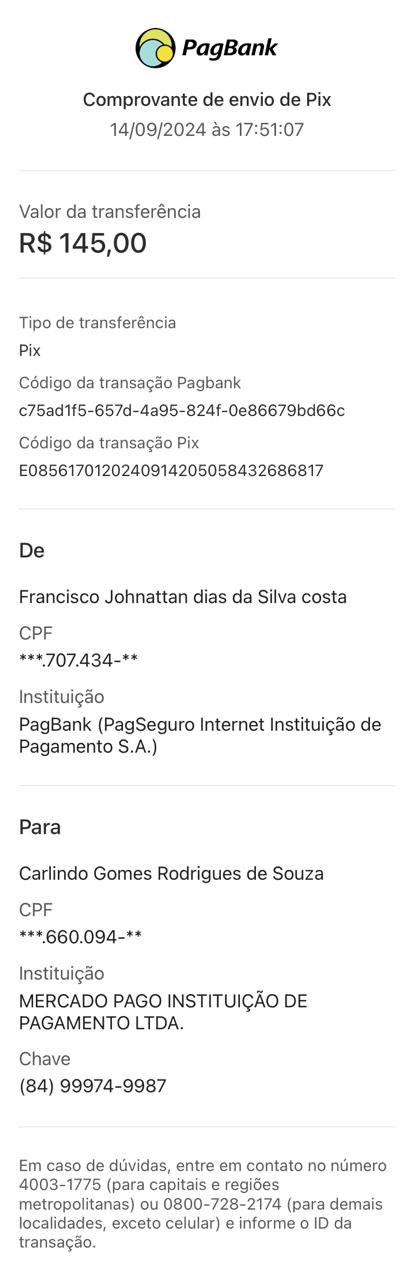 PagBank
Comprovante de envio de Pix
14/09/2024 às 17:51:07
Valor da transferência
R$ 145,00
Tipo de transferência
Pix
Código da transação Pagbank
c75ad1f5-657d-4a95-824f-0e86679bd66c
Código da transação Pix
E08561701202409142050584326868​17
De
Francisco Johnattan dias da Silva costa
CPF
***.707.434-**
Instituição
PagBank (PagSeguro Internet Instituição de
Pagamento S.A.)
Para
Carlindo Gomes Rodrigues de Souza
CPF
***.660.094-**
Instituição
MERCADO PAGO INSTITUIÇÃO DE
PAGAMENTO LTDA.
Chave
(84) 99974-9987
Em caso de dúvidas, entre em contato no número
4003-1775 (para capitais e regiões
metropolitanas) ou 0800-728-2174 (para demais
localidades, exceto celular) e informe o ID da
transação.